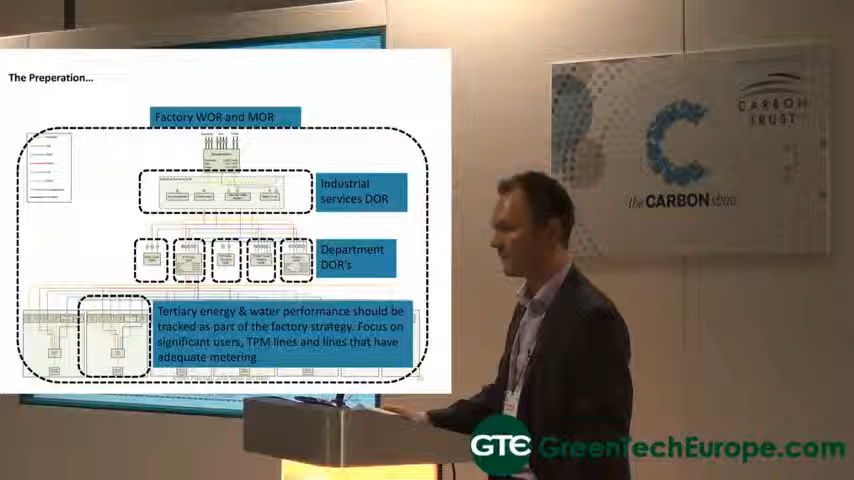 The Preperation...
Factory WOR and MOR
Industrial
services DOR
Department
DOR's
Tertiary energy & water performance should be
tracked as part of the factory strategy. Focus on
significant users, TPM lines and lines that have
adequate metering
CARBON
TRUST
the CARBON show
GTE GreenTechEurope.com